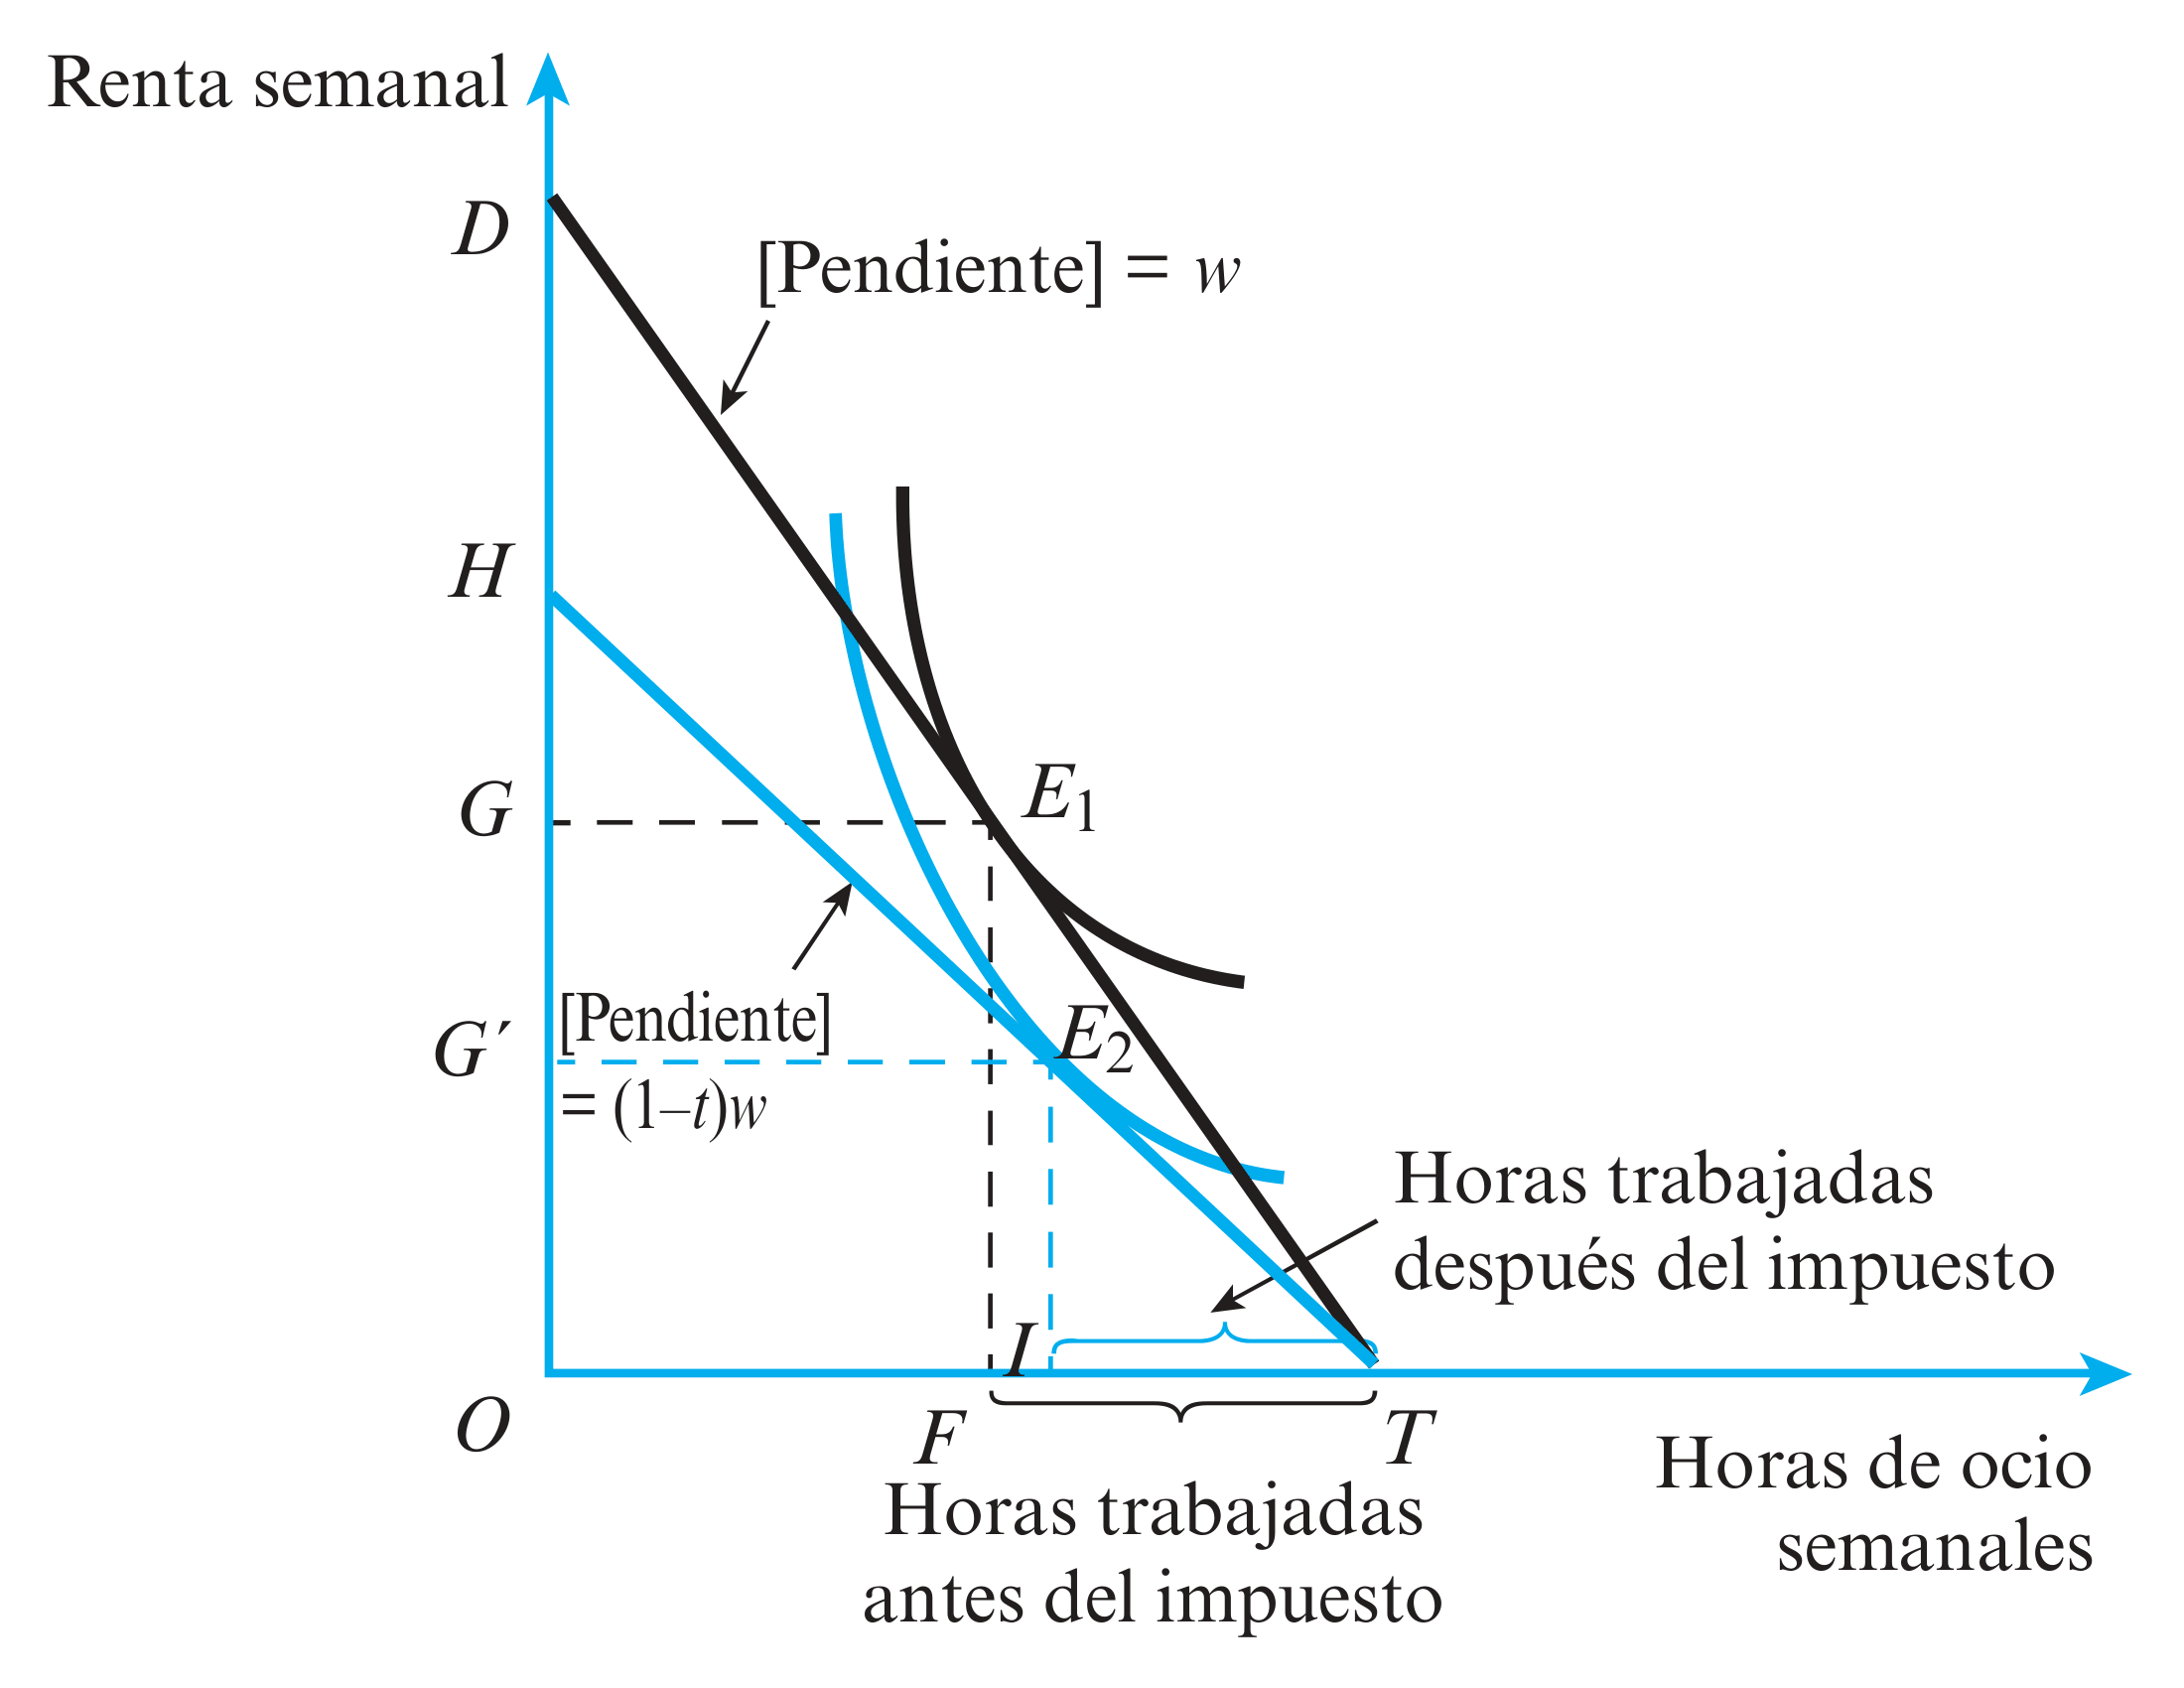 Renta semanal
D
[Pendiente] = w
H
E1
G
[Pendiente]
E2
G′
= (1–t)w
Horas trabajadas
después del impuesto
I
O
F
T
Horas de ocio
semanales
Horas trabajadas
antes del impuesto